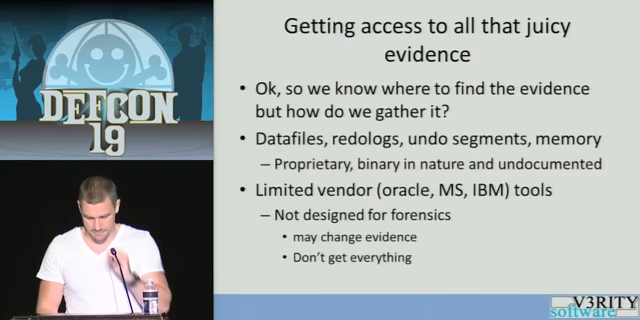 DEFCON
19
Getting access to all that juicy
evidence
• Ok, so we know where to find the evidence
but how do we gather it?
• Datafiles, redologs, undo segments, memory
– Proprietary, binary in nature and undocumented
• Limited vendor (oracle, MS, IBM) tools
– Not designed for forensics
• may change evidence
• Don't get everything
V3RITY
software